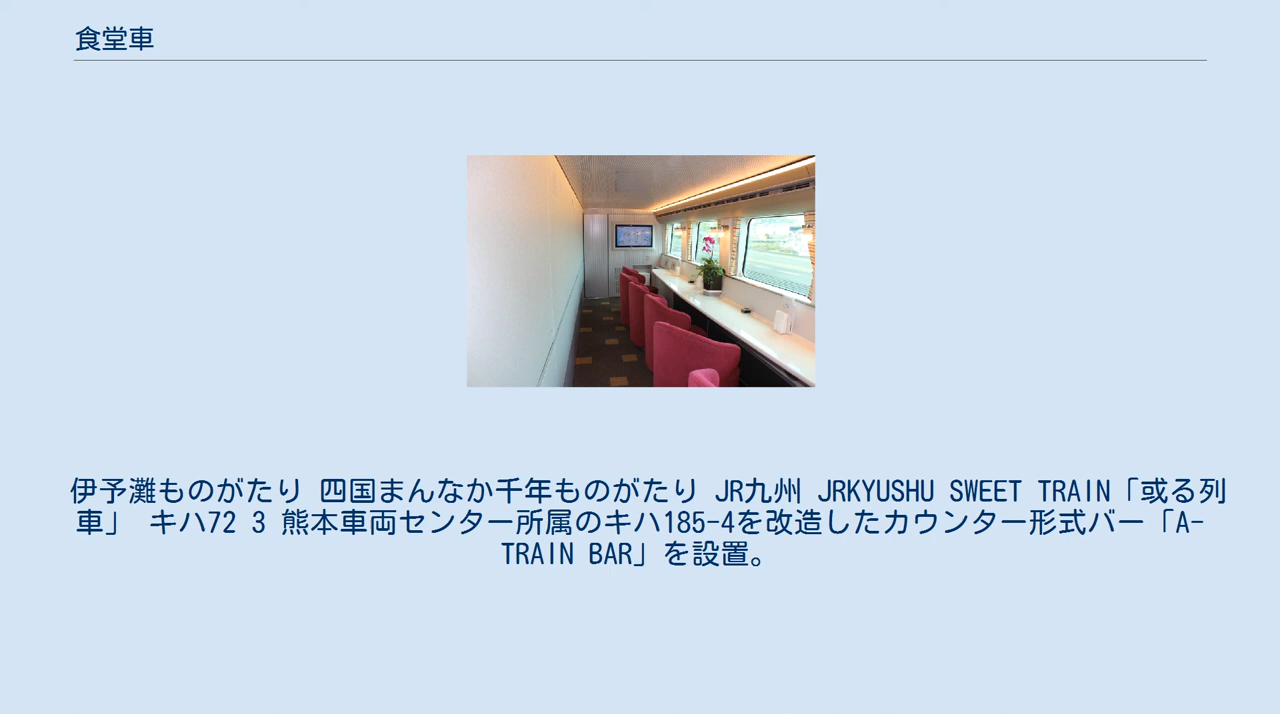 食堂車
伊予灘ものがたり 四国まんなか千年ものがたり JR九州 JRKYUSHU SWEET TRAIN「或る列
車」 キハ72 3 熊本車両センター所属のキハ185-4を改造したカウンター形式バー「A-
TRAIN BAR」を設置。